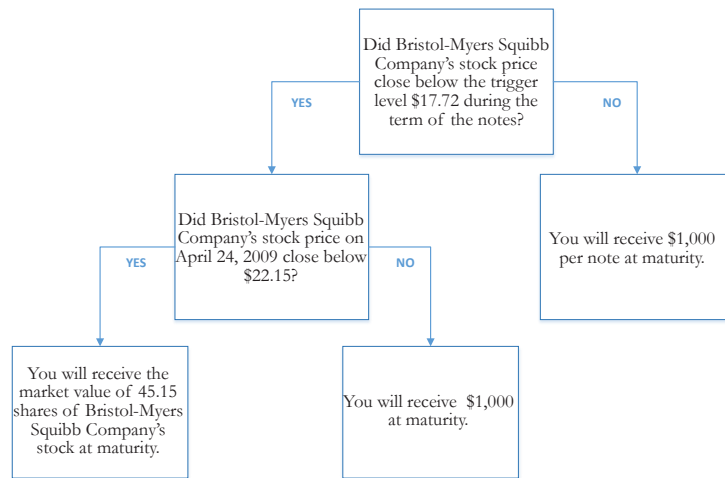 Did Bristol-Myers Squibb
Company's stock price
close below the trigger
level $17.72 during the
term of the notes?
YES
NO
Did Bristol-Myers Squibb
Company's stock price on
April 24, 2009 close below
$22.15?
You will receive $1,000
per note at maturity.
YES
NO
You will receive the
market value of 45.15
shares of Bristol-Myers
Squibb Company's
stock at maturity.
You will receive $1,000
at maturity.